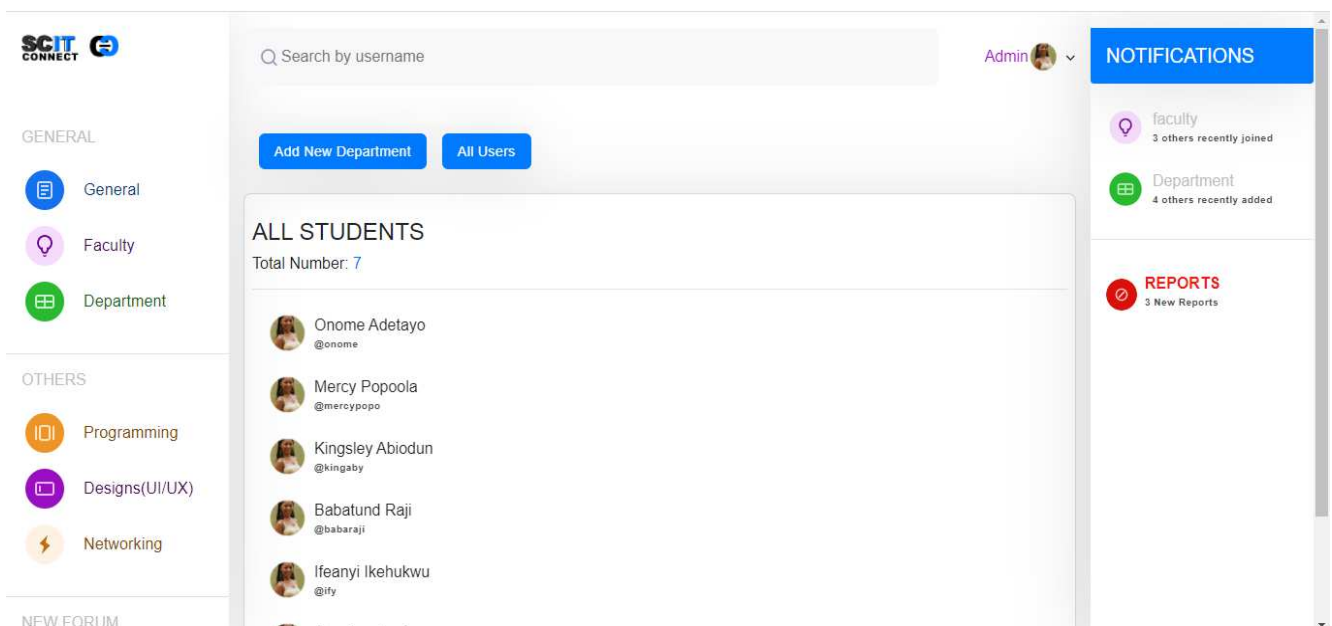 SCIT
CONNECT
Search by username
Admin
NOTIFICATIONS
GENERAL
General
Faculty
Department
OTHERS
Programming
Designs(UI/UX)
Networking
NEW FORUM
Add New Department
All Users
ALL STUDENTS
Total Number: 7
Onome Adetayo
@onome
Mercy Popoola
@mercypopo
Kingsley Abiodun
@kingaby
Babatund Raji
@babaraji
Ifeanyi Ikehukwu
@ify
faculty
3 others recently joined
Department
4 others recently added
REPORTS
3 New Reports